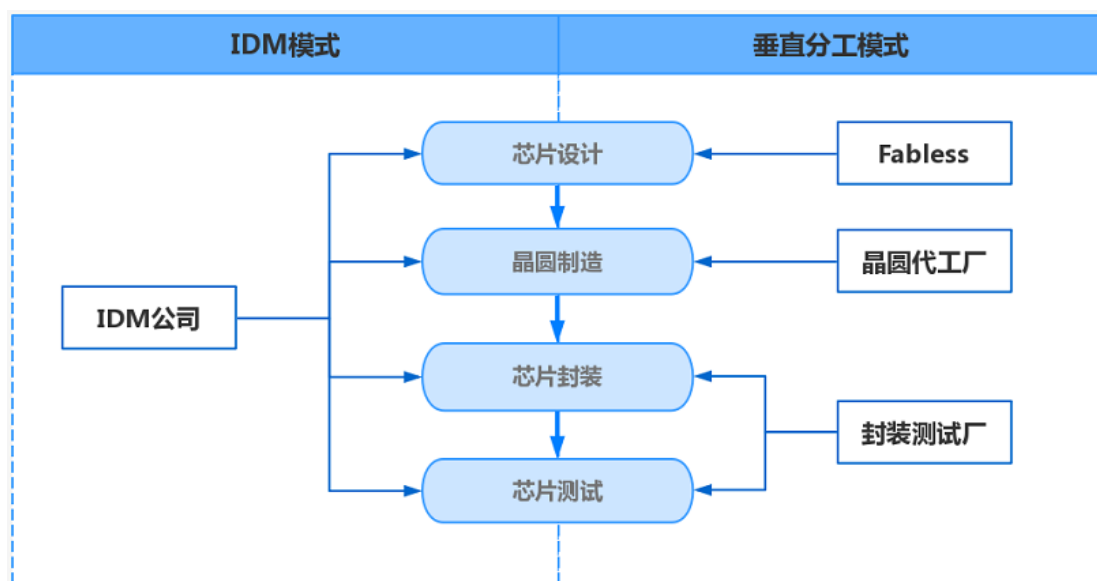 IDM模式
垂直分工模式
芯片设计
Fabless
晶圆制造
晶圆代工厂
IDM公司
芯片封装
封装测试厂
芯片测试